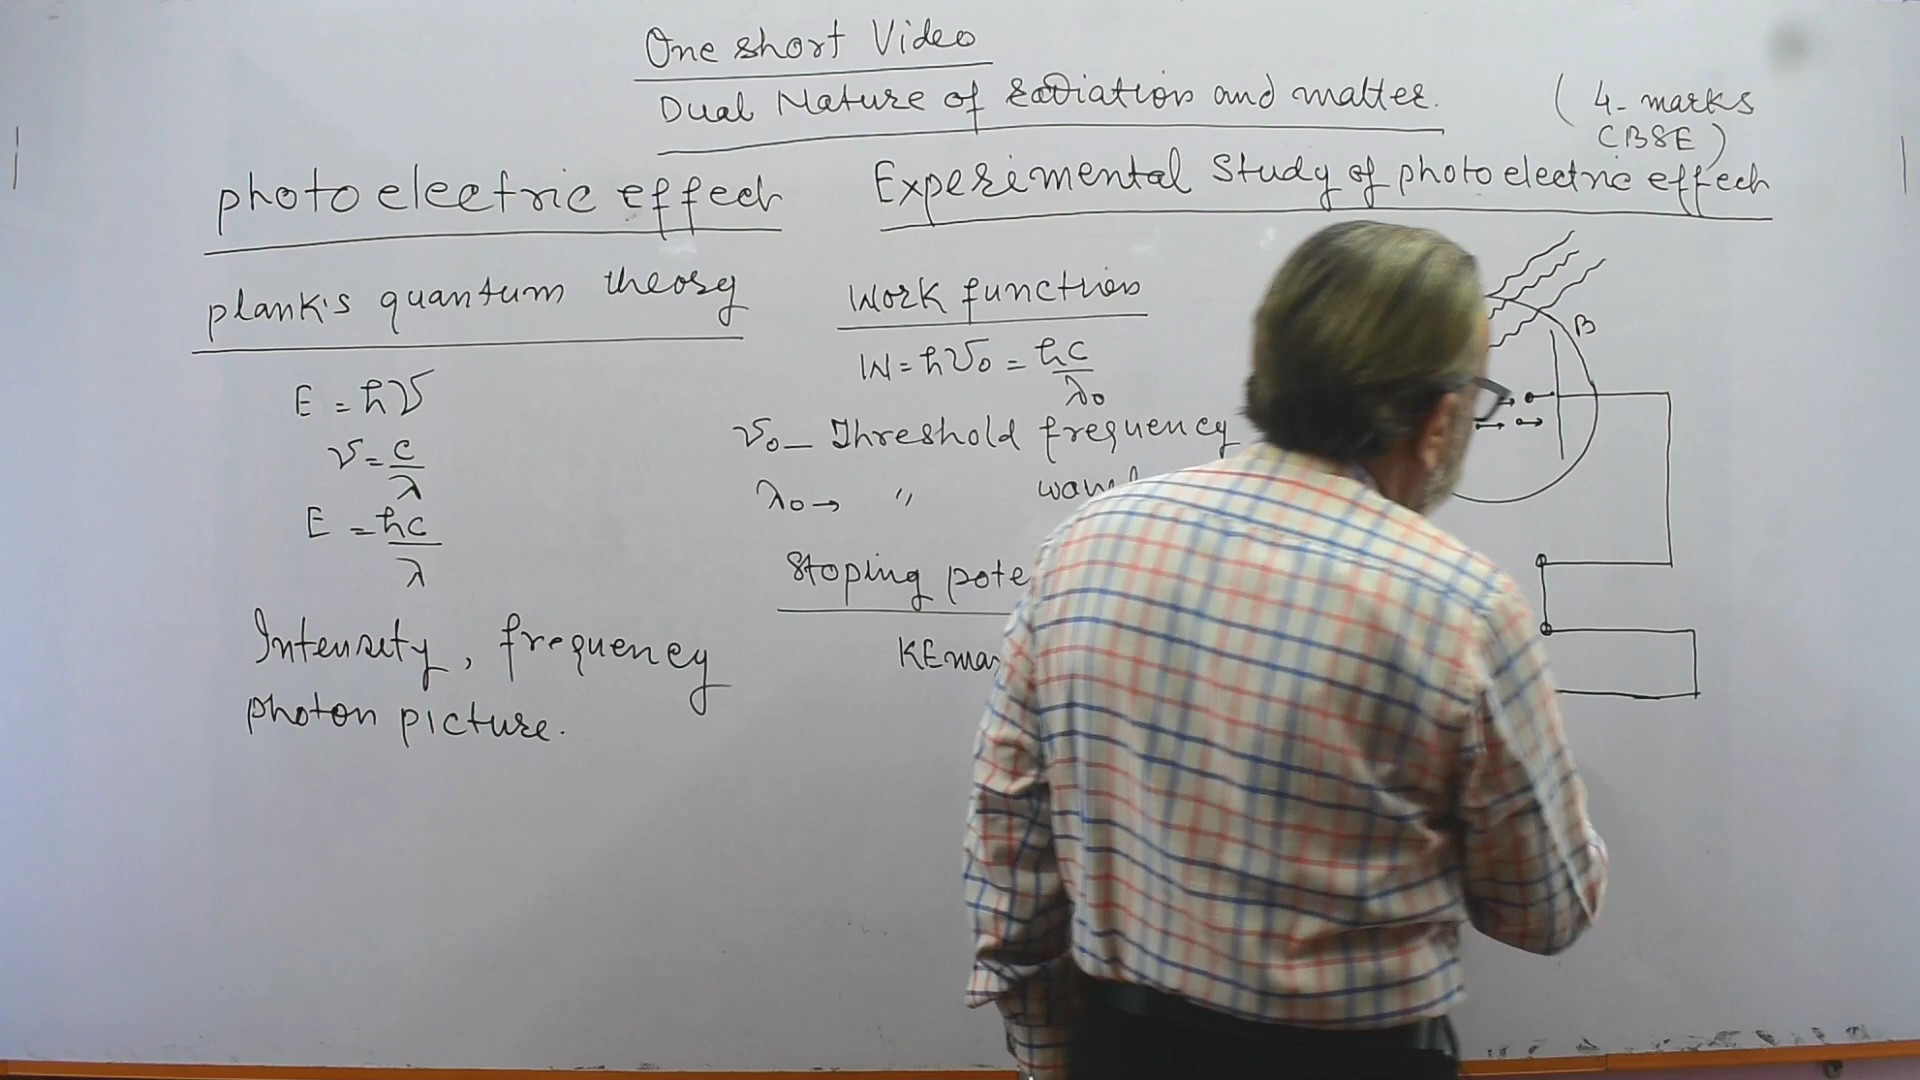 One short Video
Dual Nature of radiation and matter.
( 4- marks
CBSE )
photo electric effect
Experimental Study of photo electric effect
plank's quantum theory
E = hν
ν = c/λ
E = hc/λ
Intensity, frequency
photon picture.
Work function
W = hν₀ = hc/λ₀
ν₀ – Threshold frequency
λ₀ → "
Stoping
B